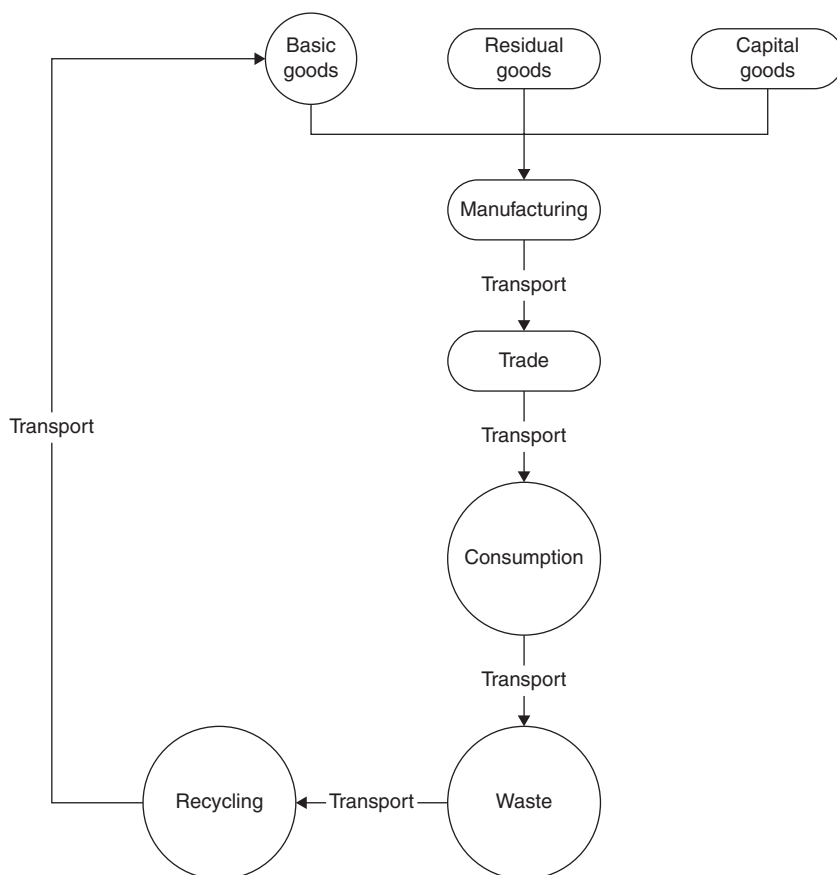 Basic
goods
Residual
goods
Capital
goods
Manufacturing
Transport
Trade
Transport
Transport
Consumption
Transport
Recycling
Transport
Waste